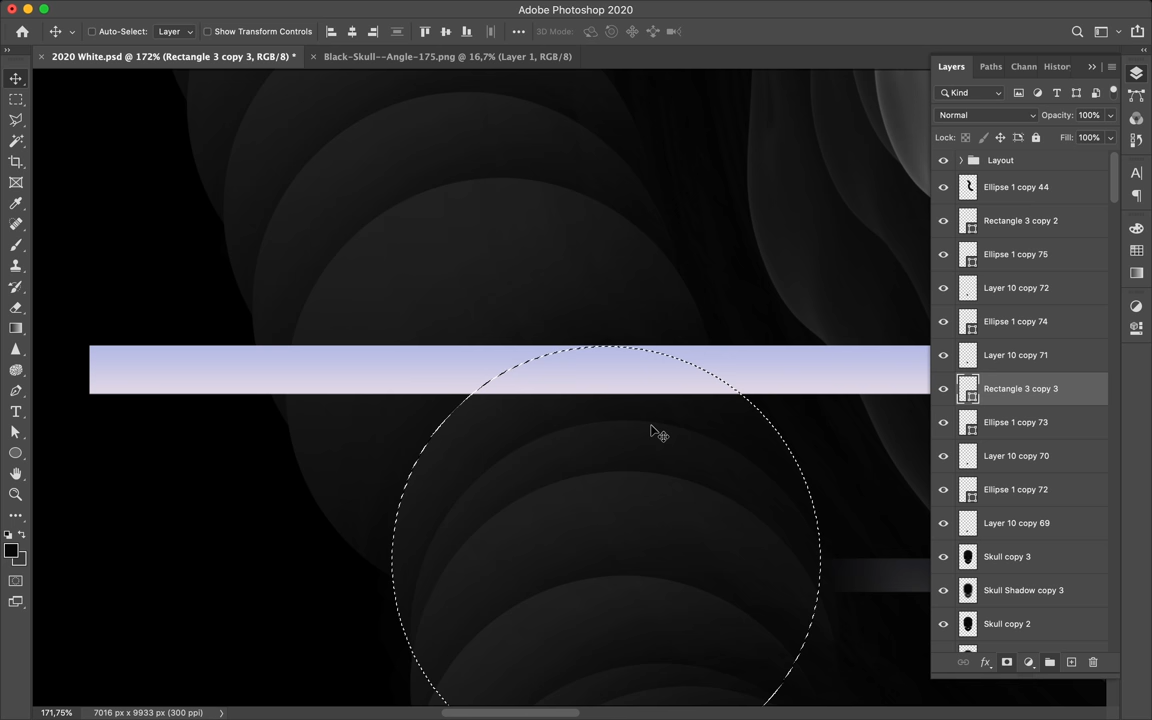 Adobe Photoshop 2020
Auto-Select: Layer Show Transform Controls 3D Mode:
2020 White.psd @ 172% (Rectangle 3 copy 3, RGB/8) * Black-Skull--Angle-175.png @ 16,7% (Layer 1, RGB/8)
Layers Paths Chann Histor
Kind
Normal Opacity: 100%
Lock: Fill: 100%
Layout
Ellipse 1 copy 44
Rectangle 3 copy 2
Ellipse 1 copy 75
Layer 10 copy 72
Ellipse 1 copy 74
Layer 10 copy 71
Rectangle 3 copy 3
Ellipse 1 copy 73
Layer 10 copy 70
Ellipse 1 copy 72
Layer 10 copy 69
Skull copy 3
Skull Shadow copy 3
Skull copy 2
fx
171,75% 7016 px x 9933 px (300 ppi)